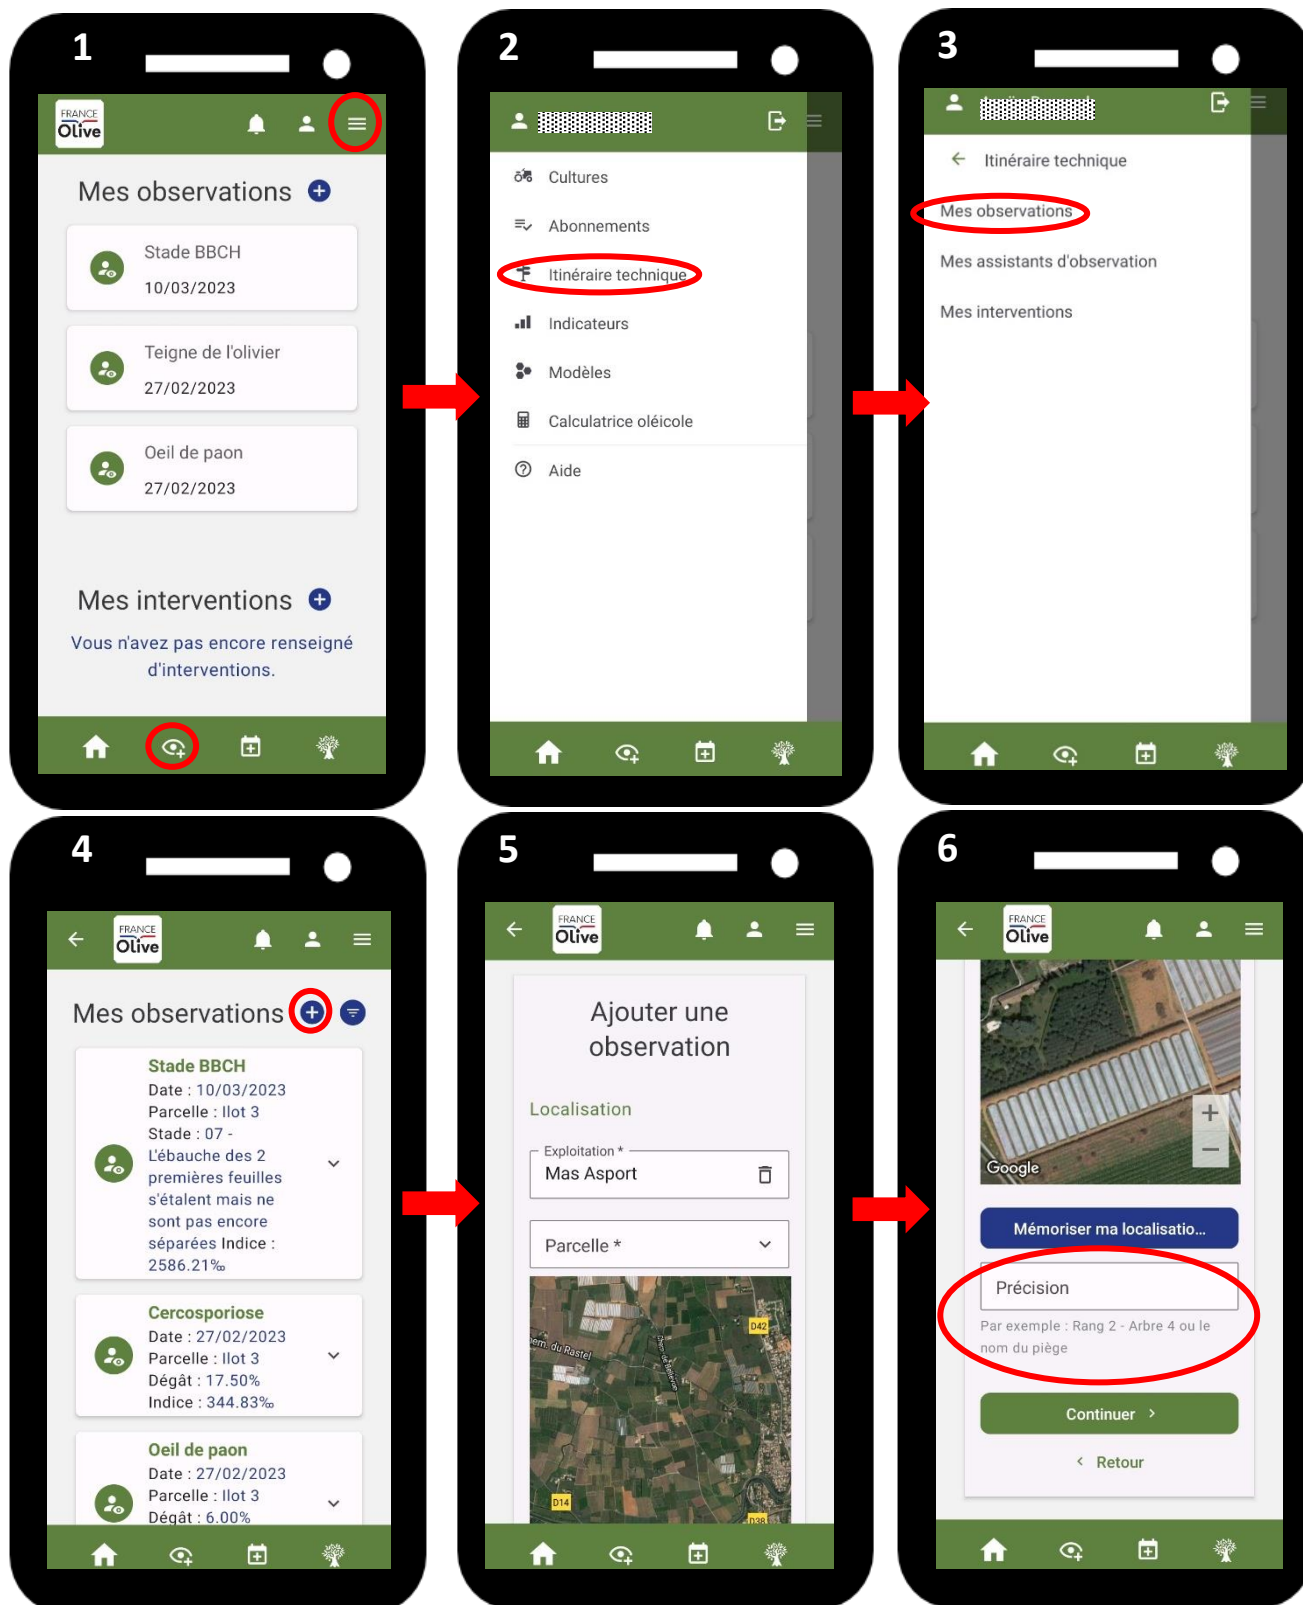 1
FRANCE
Olive
Mes observations
Stade BBCH
10/03/2023
Teigne de l'olivier
27/02/2023
Oeil de paon
27/02/2023
Mes interventions
Vous n'avez pas encore renseigné
d'interventions.
2
Cultures
Abonnements
Itinéraire technique
Indicateurs
Modèles
Calculatrice oléicole
Aide
3
Itinéraire technique
Mes observations
Mes assistants d'observation
Mes interventions
4
FRANCE
Olive
Mes observations
Stade BBCH
Date : 10/03/2023
Parcelle : Ilot 3
Stade : 07 -
L'ébauche des 2
premières feuilles
s'étalent mais ne
sont pas encore
séparées Indice :
2586.21‰
Cercosporiose
Date : 27/02/2023
Parcelle : Ilot 3
Dégât : 17.50%
Indice : 344.83‰
Oeil de paon
Date : 27/02/2023
Parcelle : Ilot 3
Dégât : 6.00%
5
FRANCE
Olive
Ajouter une
observation
Localisation
Exploitation *
Mas Asport
Parcelle *
D42
em. du Rastel
Chem. de Bellevue
D14
D38
6
FRANCE
Olive
Google
Mémoriser ma localisatio...
Précision
Par exemple : Rang 2 - Arbre 4 ou le
nom du piège
Continuer
Retour